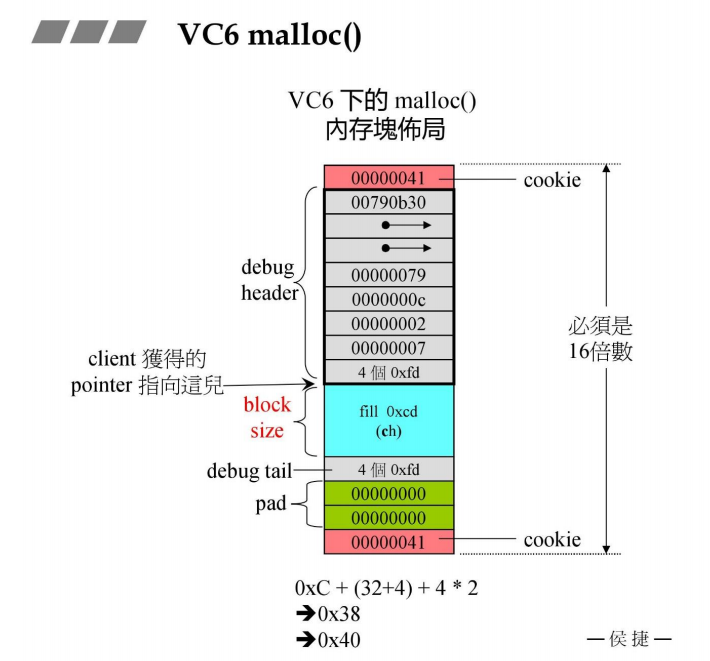 VC6 malloc()
VC6 下的 malloc()
內存塊佈局
00000041
cookie
00790b30
debug
header
00000079
0000000c
00000002
00000007
4 個 0xfd
必須是
16倍數
client 獲得的
pointer 指向這兒
block
size
fill 0xcd
(ch)
debug tail
4 個 0xfd
pad
00000000
00000000
00000041
cookie
0xC + (32+4) + 4 * 2
➔0x38
➔0x40
—侯捷—